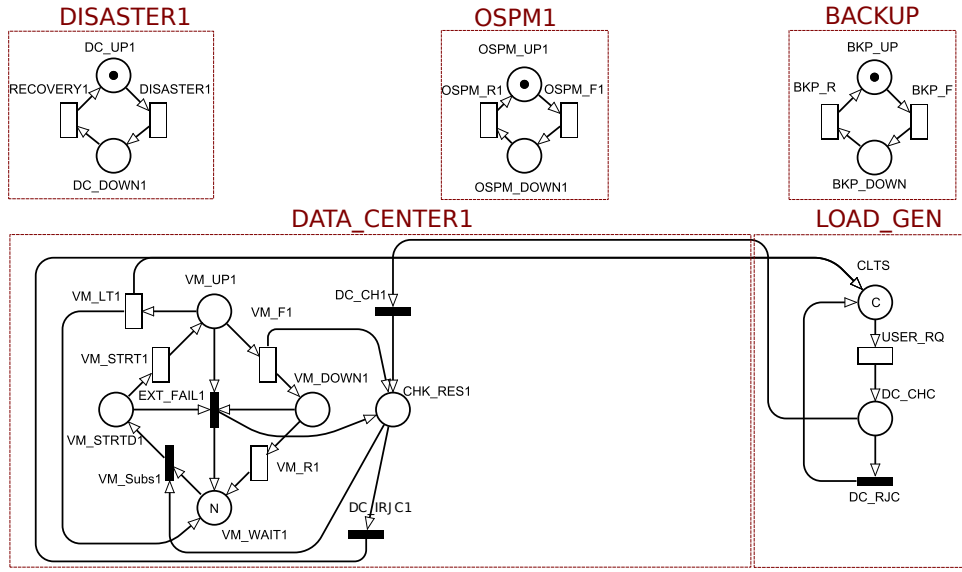 DISASTER1
OSPM1
BACKUP
DC_UP1
OSPM_UP1
BKP_UP
RECOVERY1
DISASTER1
OSPM_R1
OSPM_F1
BKP_R
BKP_F
DC_DOWN1
OSPM_DOWN1
BKP_DOWN
DATA_CENTER1
LOAD_GEN
CLTS
VM_UP1
VM_LT1
VM_F1
DC_CH1
C
USER_RQ
VM_STRT1
VM_DOWN1
EXT_FAIL1
CHK_RES1
DC_CHC
VM_STRTD1
VM_Subs1
VM_R1
N
DC_IRJC1
DC_RJC
VM_WAIT1